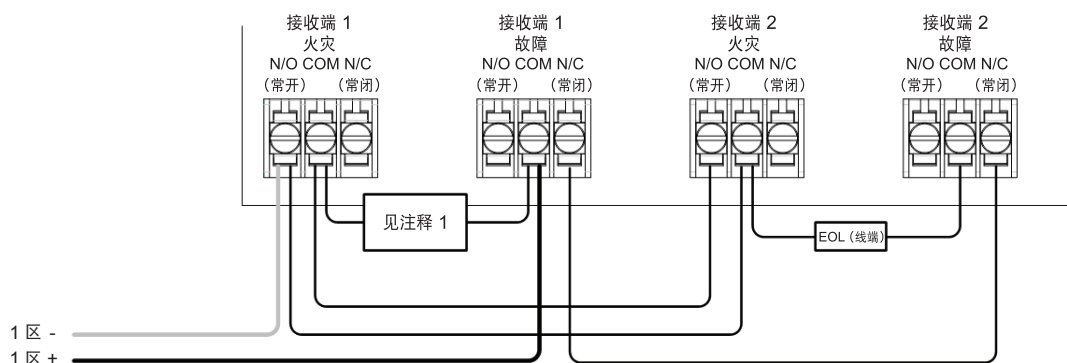 接收端 1
火灾
N/O COM N/C
（常开） （常闭）
接收端 1
故障
N/O COM N/C
（常开） （常闭）
接收端 2
火灾
N/O COM N/C
（常开） （常闭）
接收端 2
故障
N/O COM N/C
（常开） （常闭）
见注释 1
EOL（线端）
1 区 -
1 区 +